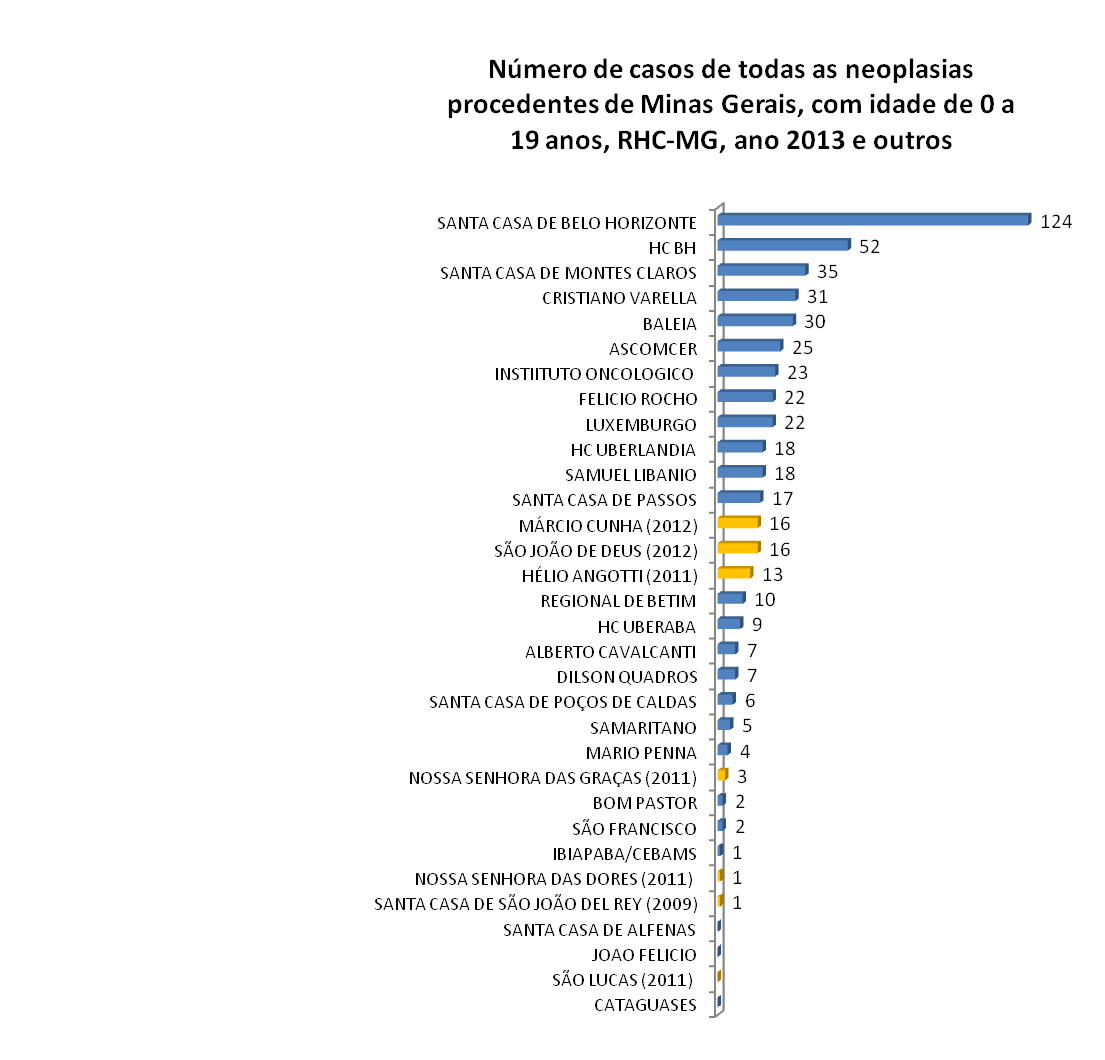 Número de casos de todas as neoplasias
procedentes de Minas Gerais, com idade de 0 a
19 anos, RHC-MG, ano 2013 e outros
SANTA CASA DE BELO HORIZONTE 124
HC BH 52
SANTA CASA DE MONTES CLAROS 35
CRISTIANO VARELLA 31
BALEIA 30
ASCOMCER 25
INSTIITUTO ONCOLOGICO 23
FELICIO ROCHO 22
LUXEMBURGO 22
HC UBERLANDIA 18
SAMUEL LIBANIO 18
SANTA CASA DE PASSOS 17
MÁRCIO CUNHA (2012) 16
SÃO JOÃO DE DEUS (2012) 16
HÉLIO ANGOTTI (2011) 13
REGIONAL DE BETIM 10
HC UBERABA 9
ALBERTO CAVALCANTI 7
DILSON QUADROS 7
SANTA CASA DE POÇOS DE CALDAS 6
SAMARITANO 5
MARIO PENNA 4
NOSSA SENHORA DAS GRAÇAS (2011) 3
BOM PASTOR 2
SÃO FRANCISCO 2
IBIAPABA/CEBAMS 1
NOSSA SENHORA DAS DORES (2011) 1
SANTA CASA DE SÃO JOÃO DEL REY (2009) 1
SANTA CASA DE ALFENAS
JOAO FELICIO
SÃO LUCAS (2011)
CATAGUASES